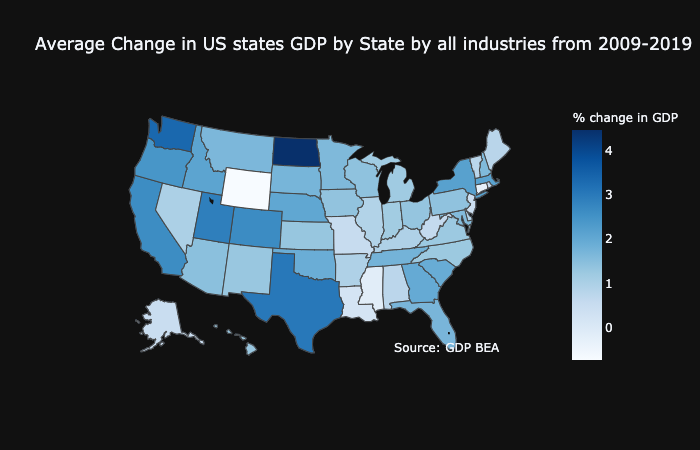 Average Change in US states GDP by State by all industries from 2009-2019
% change in GDP
4
3
2
1
0
Source: GDP BEA